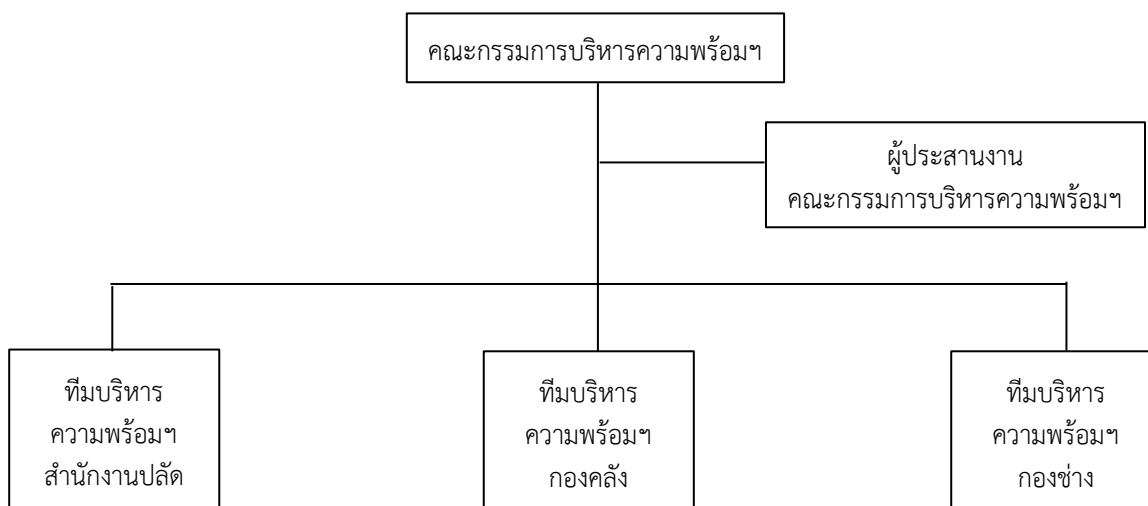 คณะกรรมการบริหารความพร้อมฯ
ผู้ประสานงาน
คณะกรรมการบริหารความพร้อมฯ
ทีมบริหาร
ความพร้อมฯ
สำนักงานปลัด
ทีมบริหาร
ความพร้อมฯ
กองคลัง
ทีมบริหาร
ความพร้อมฯ
กองช่าง